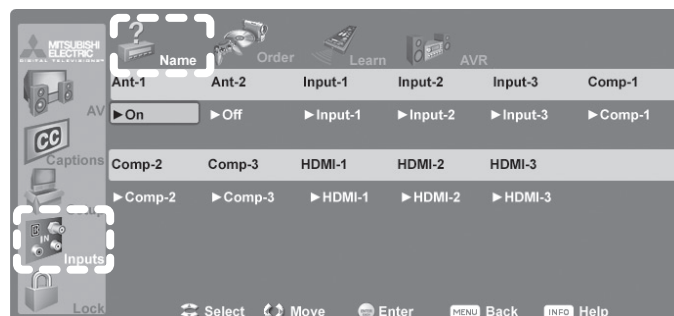 MITSUBISHI
ELECTRIC
DIGITAL TELEVISIONS
Name
Order
Learn
AVR
Ant-1 Ant-2 Input-1 Input-2 Input-3 Comp-1
AV
►On ►Off ►Input-1 ►Input-2 ►Input-3 ►Comp-1
CC
Captions
Comp-2 Comp-3 HDMI-1 HDMI-2 HDMI-3
►Comp-2 ►Comp-3 ►HDMI-1 ►HDMI-2 ►HDMI-3
IN
Inputs
Lock
Select Move Enter MENU Back INFO Help